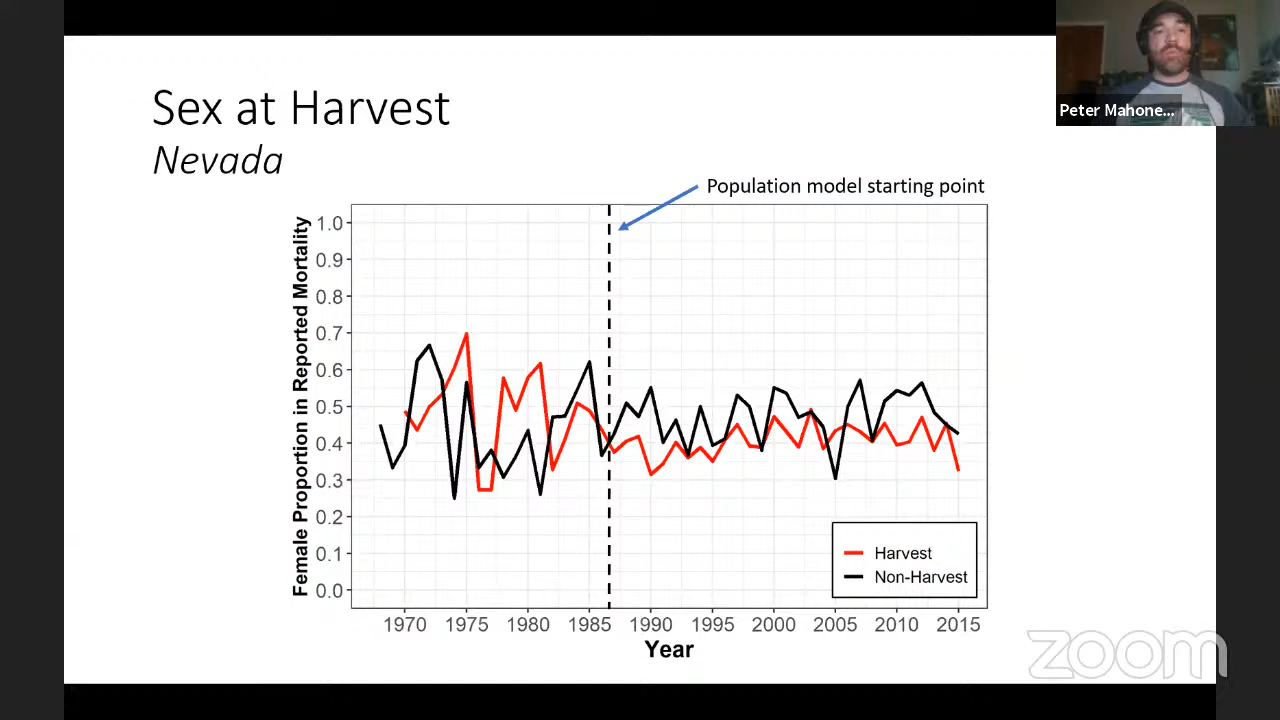 Peter Mahone...
Sex at Harvest
Nevada
Population model starting point
Female Proportion in Reported Mortality
1.0
0.9
0.8
0.7
0.6
0.5
0.4
0.3
0.2
0.1
0.0
Harvest
Non-Harvest
1970 1975 1980 1985 1990 1995 2000 2005 2010 2015
Year
zoom